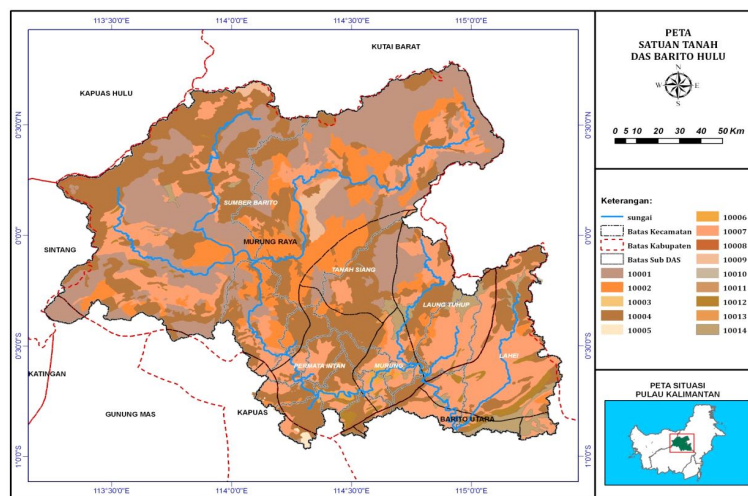 113°30'0"E 114°0'0"E 114°30'0"E 115°0'0"E
KUTAI BARAT
KAPUAS HULU
0°30'0"N
0°30'0"N
SUMBER BARITO
0°0'0"
0°0'0"
MURUNG RAYA
SINTANG
TANAH SIANG
LAUNG TUHUP
0°30'0"S
0°30'0"S
LAHEI
PERMATA INTAN
MURUNG
KATINGAN
GUNUNG MAS
KAPUAS
BARITO UTARA
1°0'0"S
1°0'0"S
113°30'0"E 114°0'0"E 114°30'0"E 115°0'0"E
PETA
SATUAN TANAH
DAS BARITO HULU
N
W E
S
0 5 10 20 30 40 50 Km
Keterangan:
sungai
Batas Kecamatan
Batas Kabupaten
Batas Sub DAS
10001
10002
10003
10004
10005
10006
10007
10008
10009
10010
10011
10012
10013
10014
PETA SITUASI
PULAU KALIMANTAN